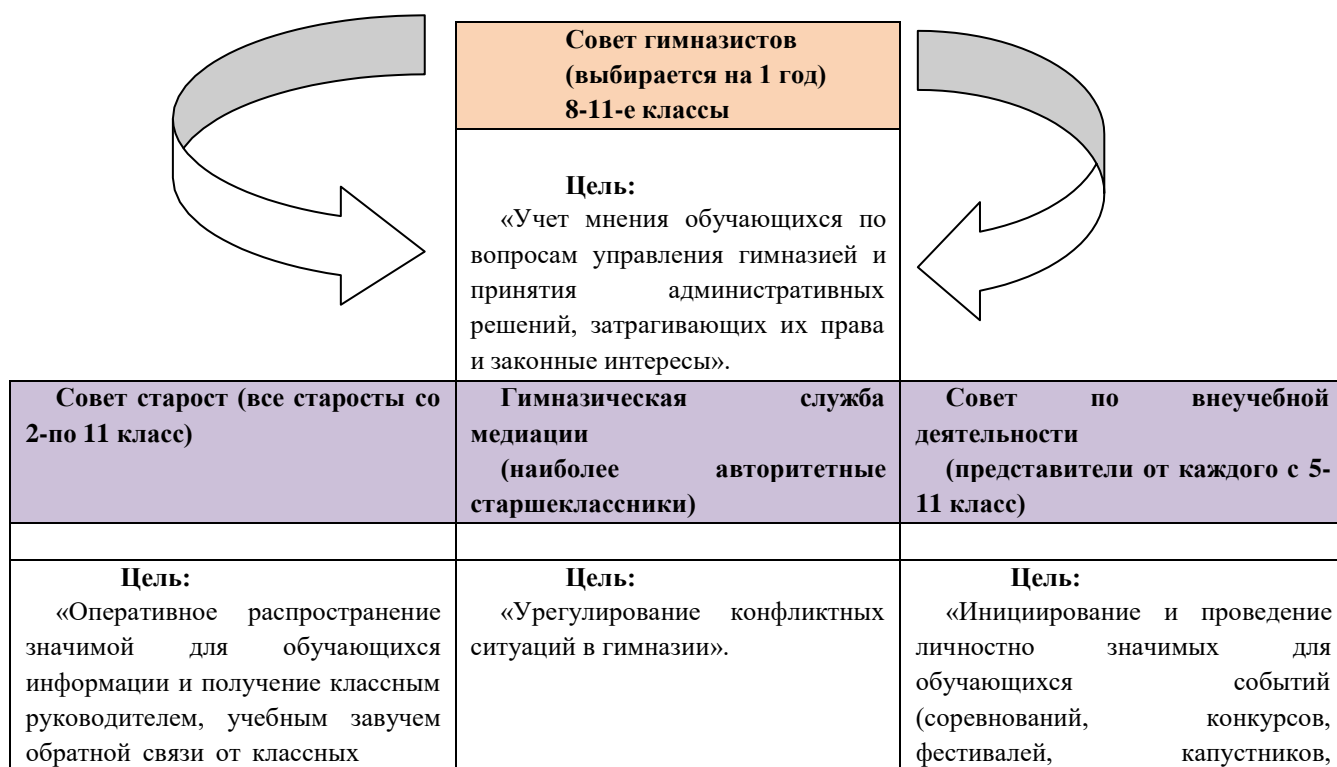 Совет гимназистов
(выбирается на 1 год)
8-11-е классы
Цель:
«Учет мнения обучающихся по
вопросам управления гимназией и
принятия административных
решений, затрагивающих их права
и законные интересы».
Совет старост (все старосты со
2-по 11 класс)
Гимназическая служба
медиации
(наиболее авторитетные
старшеклассники)
Совет по внеучебной
деятельности
(представители от каждого с 5-
11 класс)
Цель:
«Оперативное распространение
значимой для обучающихся
информации и получение классным
руководителем, учебным завучем
обратной связи от классных
Цель:
«Урегулирование конфликтных
ситуаций в гимназии».
Цель:
«Инициирование и проведение
личностно значимых для
обучающихся событий
(соревнований, конкурсов,
фестивалей, капустников,